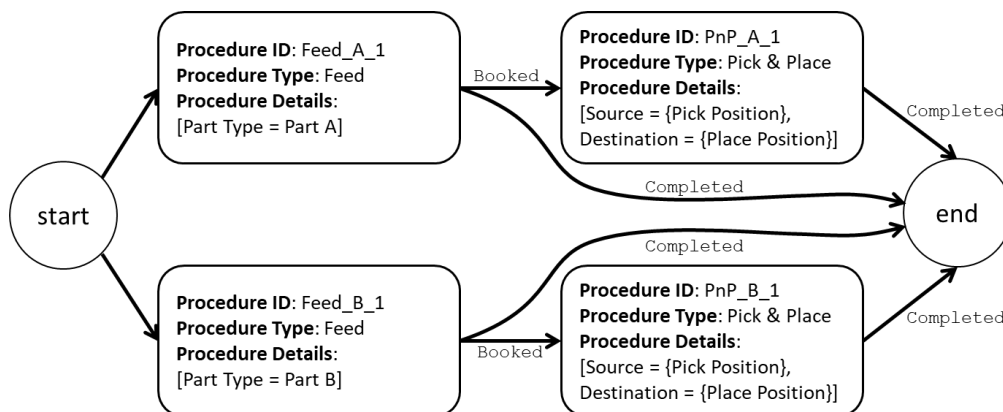 start
Procedure ID: Feed_A_1
Procedure Type: Feed
Procedure Details:
[Part Type = Part A]
Booked
Procedure ID: PnP_A_1
Procedure Type: Pick & Place
Procedure Details:
[Source = {Pick Position},
Destination = {Place Position}]
Completed
Completed
end
Completed
Procedure ID: Feed_B_1
Procedure Type: Feed
Procedure Details:
[Part Type = Part B]
Booked
Procedure ID: PnP_B_1
Procedure Type: Pick & Place
Procedure Details:
[Source = {Pick Position},
Destination = {Place Position}]
Completed